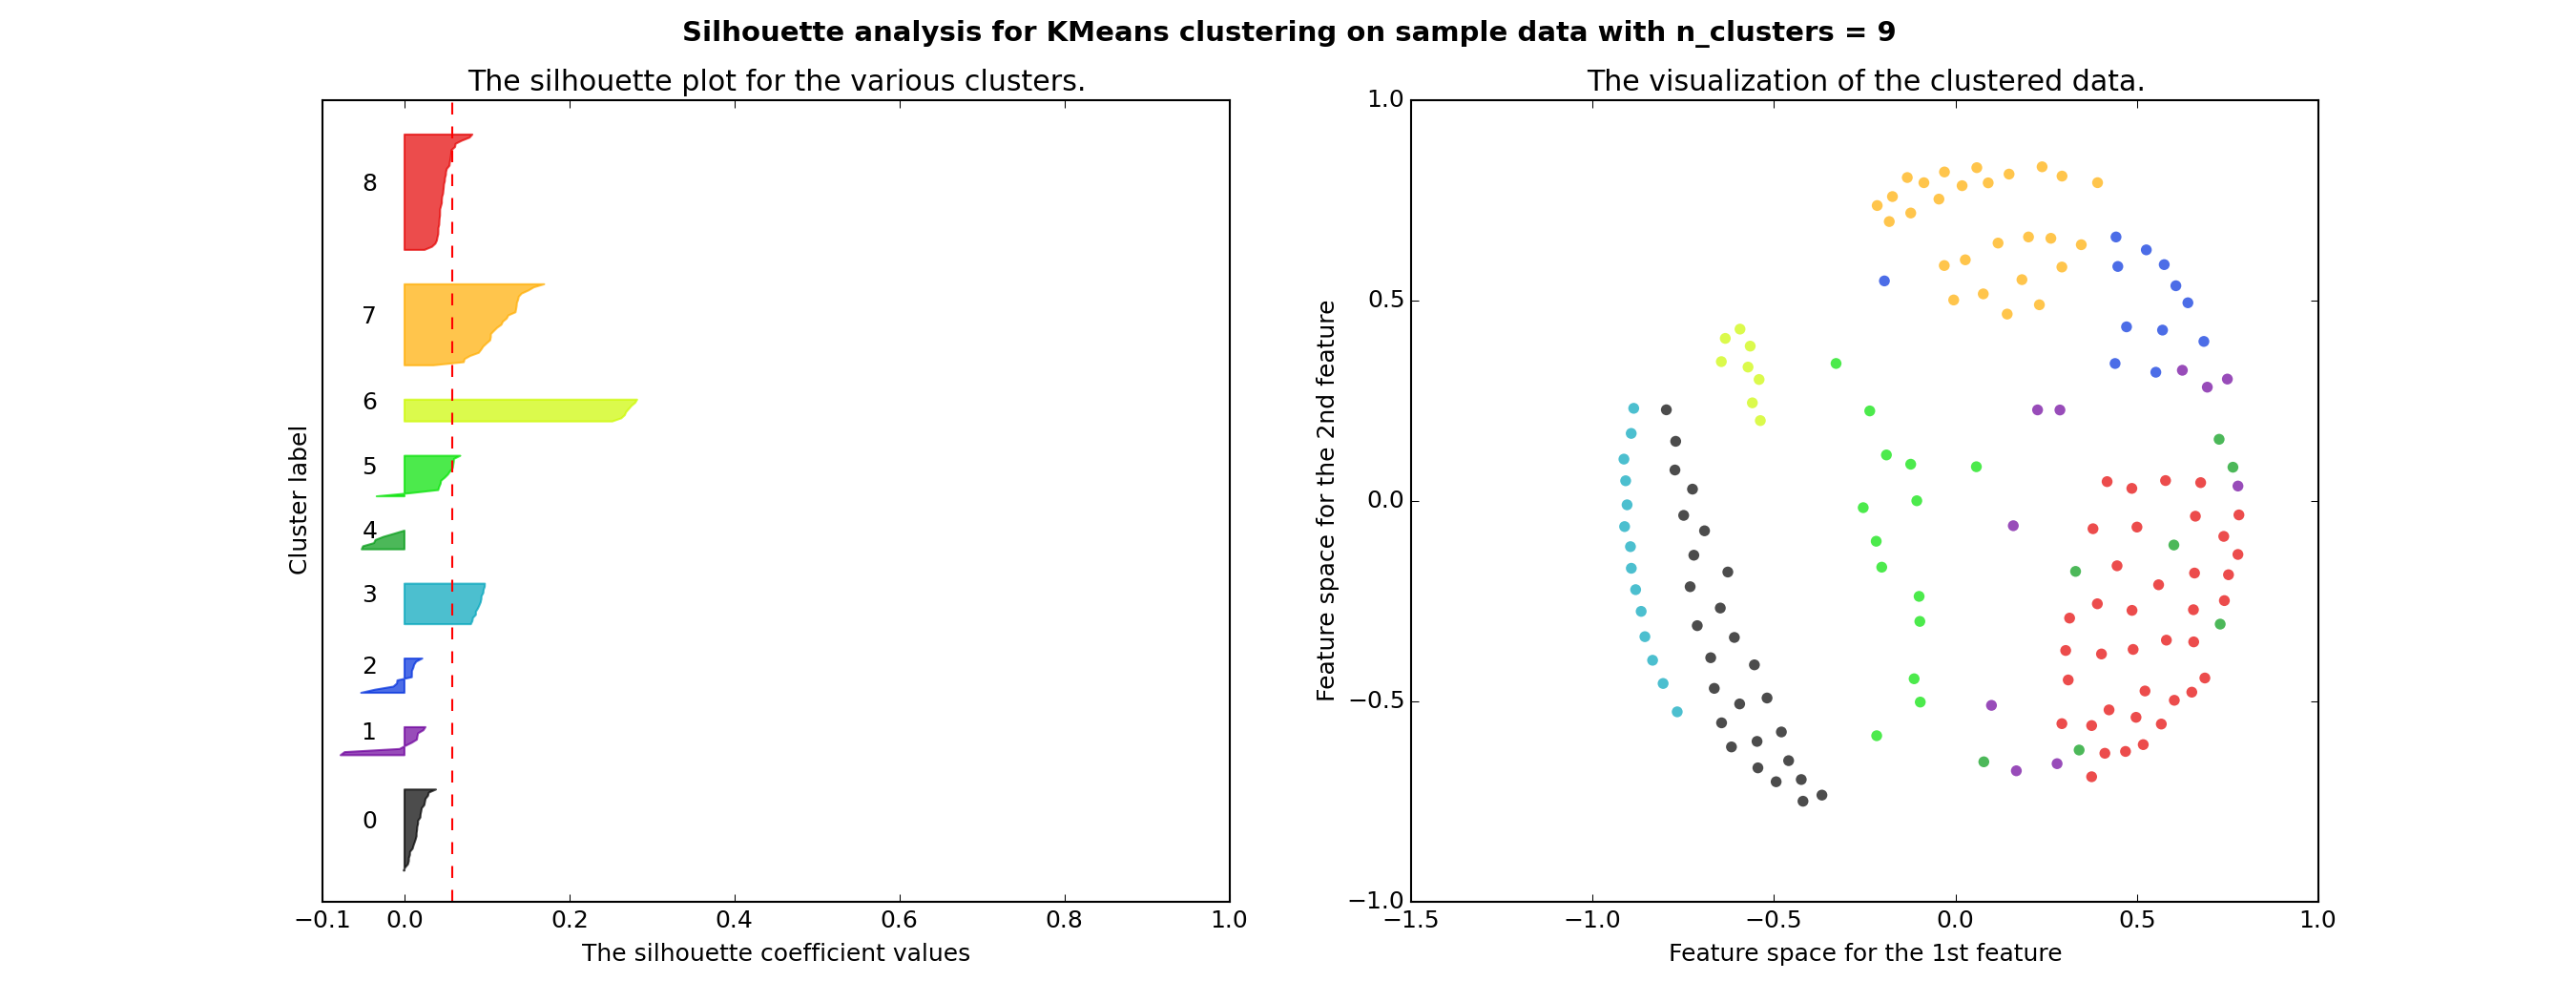 Silhouette analysis for KMeans clustering on sample data with n_clusters = 9
The silhouette plot for the various clusters.
Cluster label
8
7
6
5
4
3
2
1
0
−0.1 0.0 0.2 0.4 0.6 0.8 1.0
The silhouette coefficient values
The visualization of the clustered data.
Feature space for the 2nd feature
1.0
0.5
0.0
−0.5
−1.0
−1.5 −1.0 −0.5 0.0 0.5 1.0
Feature space for the 1st feature